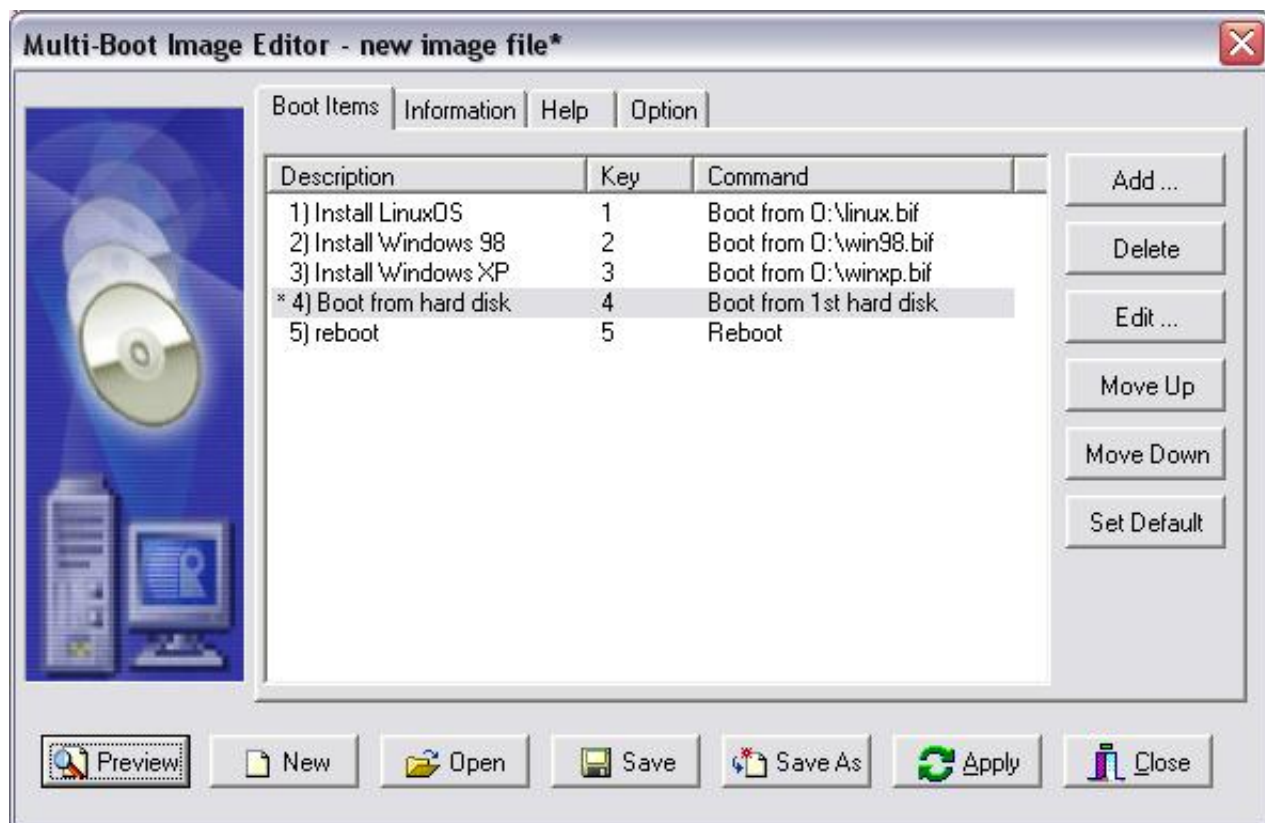 Multi-Boot Image Editor - new image file*
Boot Items Information Help Option
Description Key Command
1) Install LinuxOS 1 Boot from O:\linux.bif
2) Install Windows 98 2 Boot from O:\win98.bif
3) Install Windows XP 3 Boot from O:\winxp.bif
* 4) Boot from hard disk 4 Boot from 1st hard disk
5) reboot 5 Reboot
Add ...
Delete
Edit ...
Move Up
Move Down
Set Default
Preview New Open Save Save As Apply Close